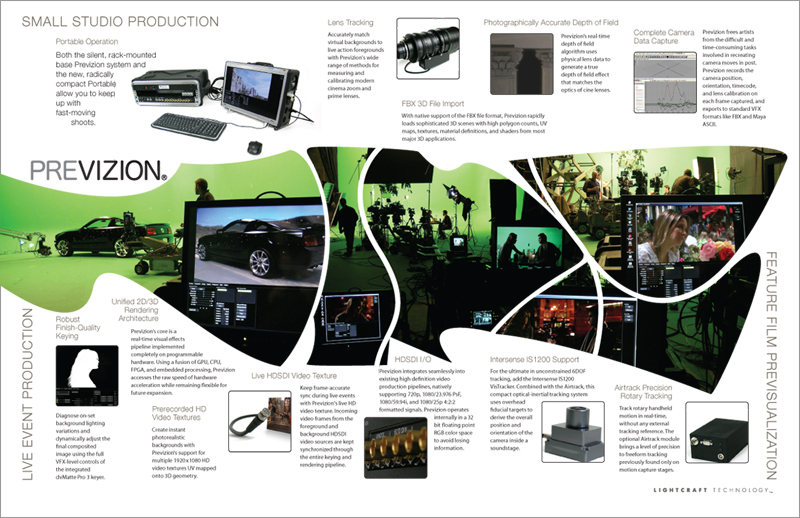 SMALL STUDIO PRODUCTION
Portable Operation
Both the silent, rack-mounted
base Previzion system and
the new, radically
compact Portable
allow you to keep
up with
fast-moving
shoots.
Lens Tracking
Accurately match
virtual backgrounds to
live action foregrounds
with Previzion's wide
range of methods for
measuring and
calibrating modern
cinema zoom and
prime lenses.
Photographically Accurate Depth of Field
Previzion's real-time
depth of field
algorithm uses
physical lens data to
generate a true
depth of field effect
that matches the
optics of cine lenses.
FBX 3D File Import
With native support of the FBX file format, Previzion rapidly
loads sophisticated 3D scenes with high polygon counts, UV
maps, textures, material definitions, and shaders from most
major 3D applications.
Complete Camera
Data Capture
Previzion frees artists
from the difficult and
time-consuming tasks
involved in recreating
camera moves in post.
Previzion records the
camera position,
orientation, timecode,
and lens calibration on
each frame captured, and
exports to standard VFX
formats like FBX and Maya
ASCII.
PREVIZION®
LIVE EVENT PRODUCTION
FEATURE FILM PREVISUALIZATION
Robust
Finish-Quality
Keying
Diagnose on-set
background lighting
variations and
dynamically adjust the
final composited
image using the full
VFX-level controls of
the integrated
dvMatte Pro 3 keyer.
Unified 2D/3D
Rendering
Architecture
Previzion's core is a
real-time visual effects
pipeline implemented
completely on programmable
hardware. Using a fusion of GPU, CPU,
FPGA, and embedded processing, Previzion
accesses the raw speed of hardware
acceleration while remaining flexible for
future expansion.
Prerecorded HD
Video Textures
Create instant
photorealistic
backgrounds with
Previzion's support for
multiple 1920x1080 HD
video textures UV mapped
onto 3D geometry.
Live HDSDI Video Texture
Keep frame-accurate
sync during live events
with Previzion's live HD
video texture. Incoming
video frames from the
foreground and
background HDSDI
video sources are kept
synchronized through
the entire keying and
rendering pipeline.
HDSDI I/O
Previzion integrates seamlessly into
existing high definition video
production pipelines, natively
supporting 720p, 1080/23.976 PsF,
1080/59.94i, and 1080/25p 4:2:2
formatted signals. Previzion operates
internally in a 32
bit floating point
RGB color space
to avoid losing
information.
Intersense IS1200 Support
For the ultimate in unconstrained 6DOF
tracking, add the Intersense IS1200
VisTracker. Combined with the Airtrack, this
compact optical-inertial tracking system
uses overhead
fiducial targets to
derive the overall
position and
orientation of the
camera inside a
soundstage.
Airtrack Precision
Rotary Tracking
Track rotary handheld
motion in real-time,
without any external
tracking reference. The
optional Airtrack module
brings a level of precision
to freeform tracking
previously found only on
motion capture stages.
LIGHTCRAFT TECHNOLOGY_